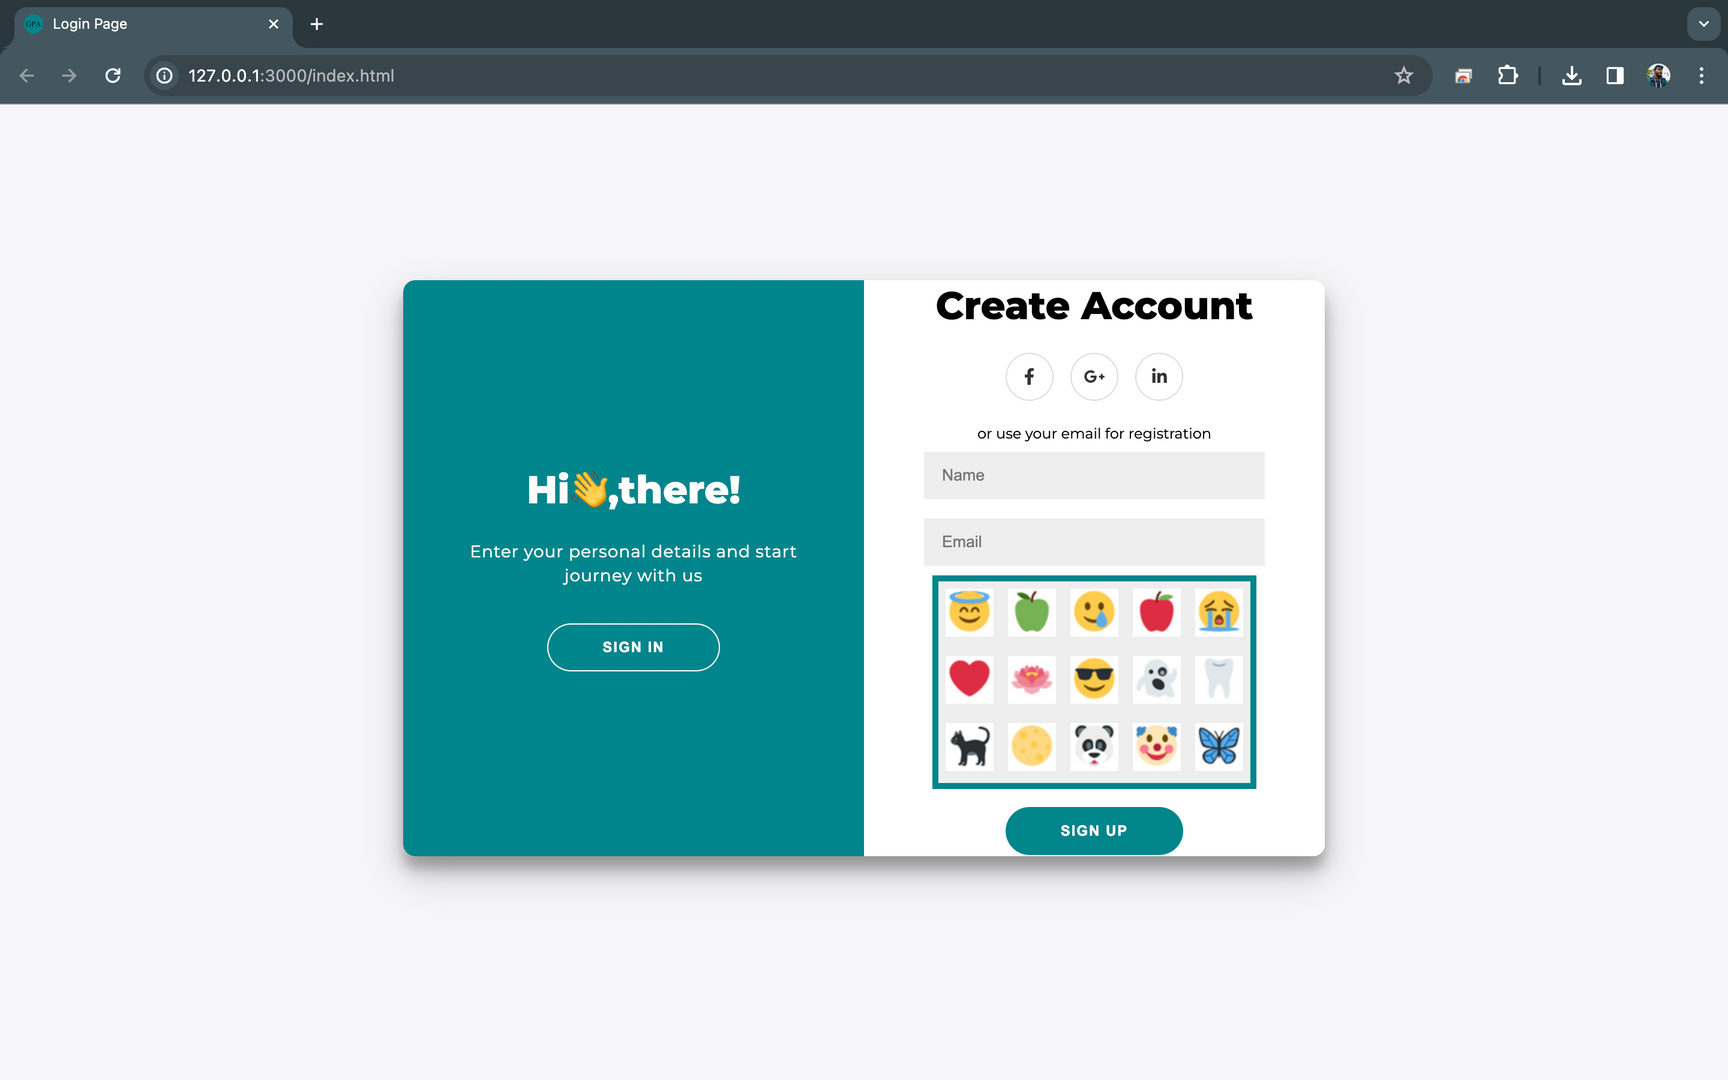 GPA
Login Page
127.0.0.1:3000/index.html
Hi👋,there!
Enter your personal details and start
journey with us
SIGN IN
Create Account
f
G+
in
or use your email for registration
Name
Email
SIGN UP